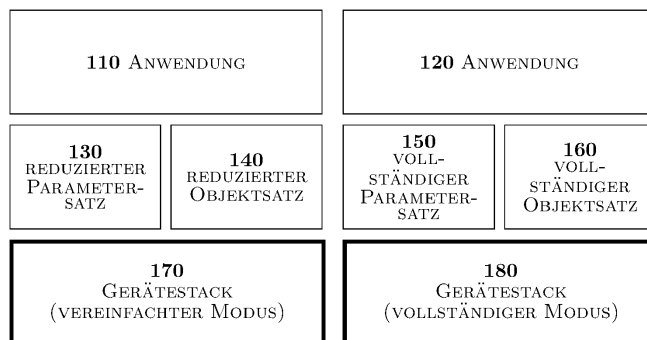 110 Anwendung
120 Anwendung
130
reduzierter
Parameter-
satz
140
reduzierter
Objektsatz
150
voll-
ständiger
Parameter-
satz
160
voll-
ständiger
Objektsatz
170
Gerätestack
(vereinfachter Modus)
180
Gerätestack
(vollständiger Modus)